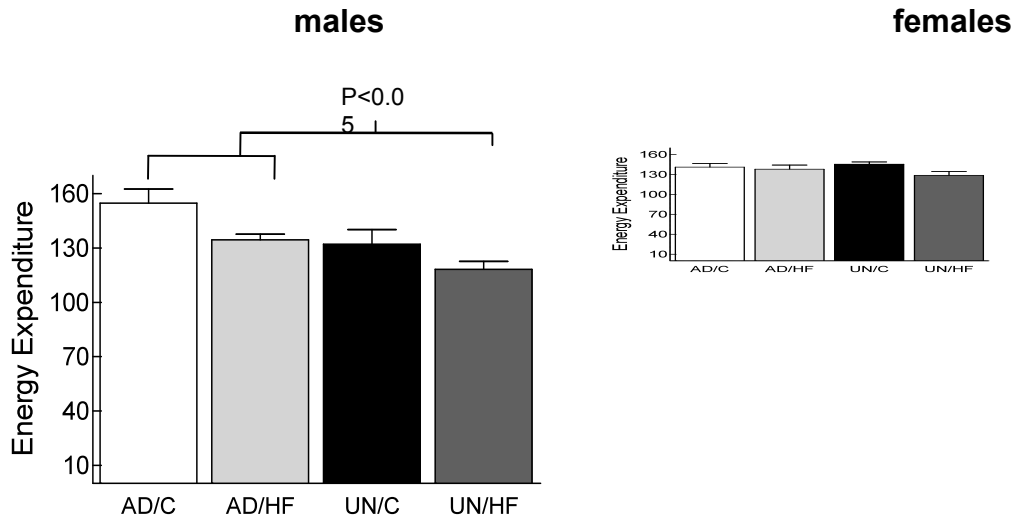 males
females
P<0.0
5
Energy Expenditure
160
130
100
70
40
10
AD/C AD/HF UN/C UN/HF
Energy Expenditure
160
130
100
70
40
10
AD/C AD/HF UN/C UN/HF